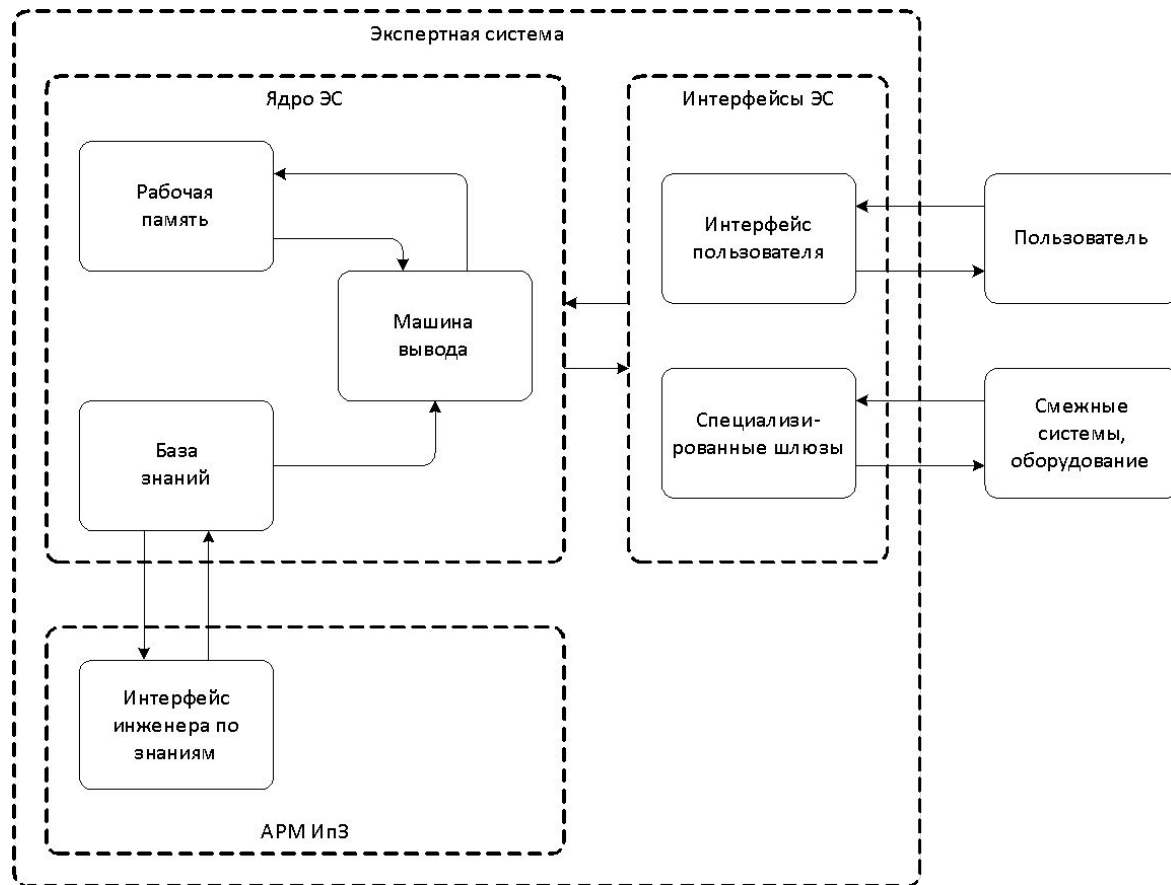 Экспертная система
Ядро ЭС
Интерфейсы ЭС
Рабочая
память
Интерфейс
пользователя
Пользователь
Машина
вывода
База
знаний
Специализи-
рованные шлюзы
Смежные
системы,
оборудование
Интерфейс
инженера по
знаниям
АРМ ИпЗ